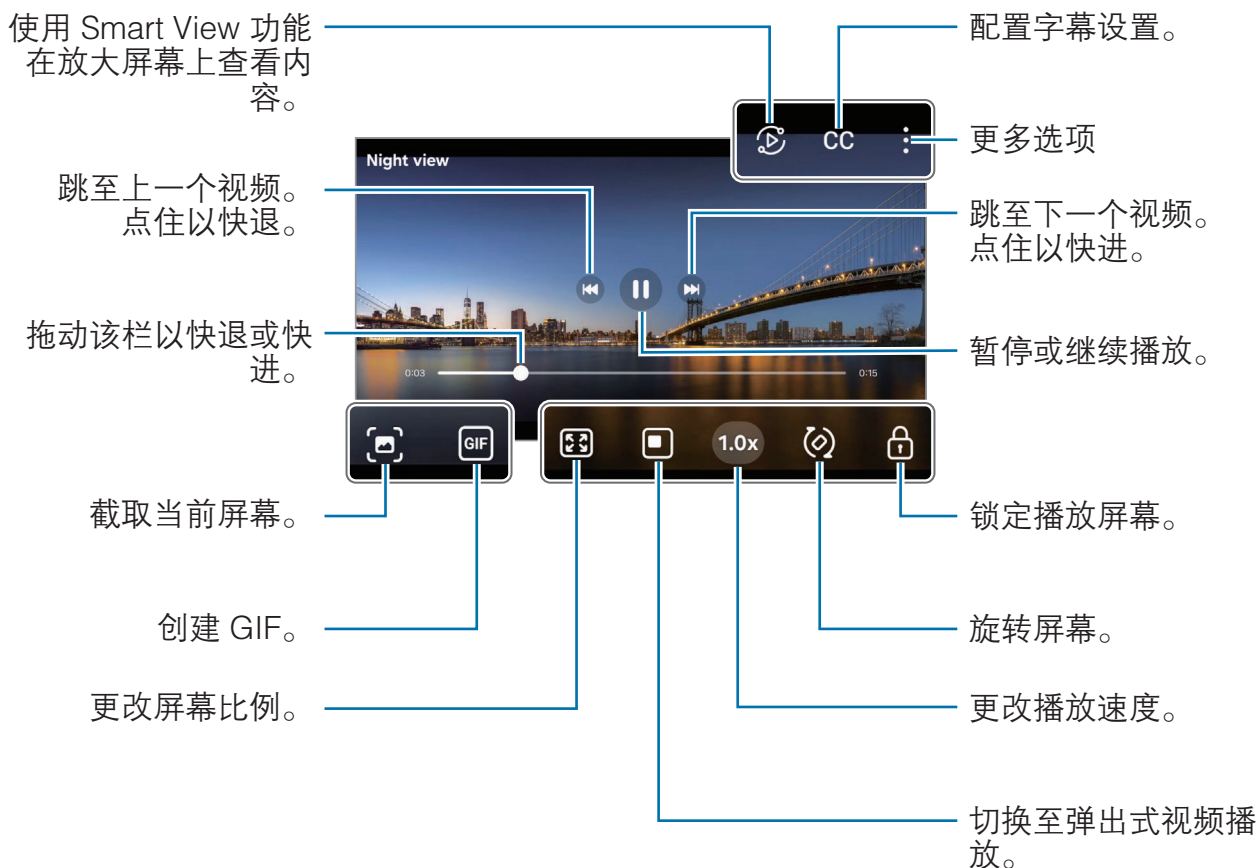 使用 Smart View 功能
在放大屏幕上查看内
容。
配置字幕设置。
CC
更多选项
Night view
跳至上一个视频。
点住以快退。
跳至下一个视频。
点住以快进。
拖动该栏以快退或快
进。
暂停或继续播放。
0:03
0:15
GIF
1.0x
截取当前屏幕。
锁定播放屏幕。
创建 GIF。
旋转屏幕。
更改屏幕比例。
更改播放速度。
切换至弹出式视频播
放。